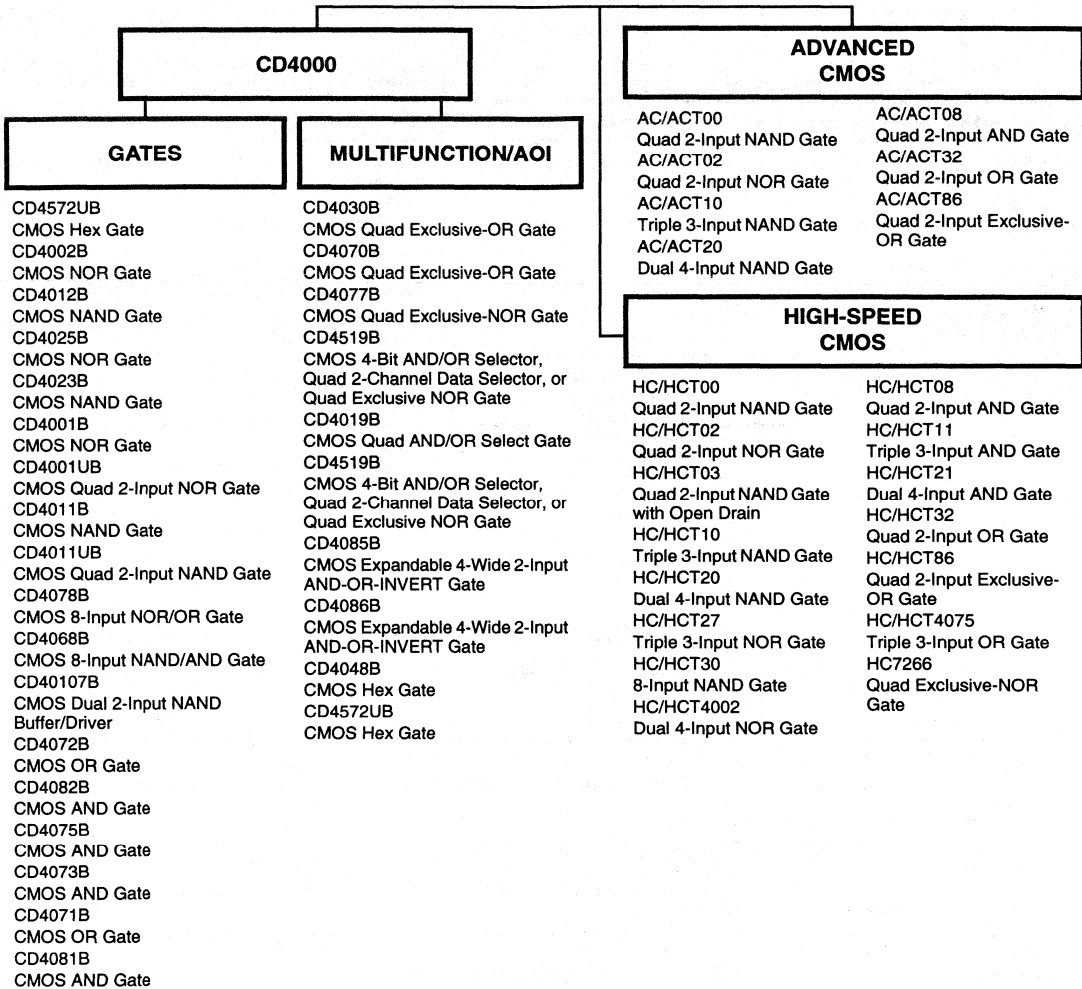 CD4000
GATES
CD4572UB
CMOS Hex Gate
CD4002B
CMOS NOR Gate
CD4012B
CMOS NAND Gate
CD4025B
CMOS NOR Gate
CD4023B
CMOS NAND Gate
CD4001B
CMOS NOR Gate
CD4001UB
CMOS Quad 2-Input NOR Gate
CD4011B
CMOS NAND Gate
CD4011UB
CMOS Quad 2-Input NAND Gate
CD4078B
CMOS 8-Input NOR/OR Gate
CD4068B
CMOS 8-Input NAND/AND Gate
CD40107B
CMOS Dual 2-Input NAND
Buffer/Driver
CD4072B
CMOS OR Gate
CD4082B
CMOS AND Gate
CD4075B
CMOS AND Gate
CD4073B
CMOS AND Gate
CD4071B
CMOS OR Gate
CD4081B
CMOS AND Gate
MULTIFUNCTION/AOI
CD4030B
CMOS Quad Exclusive-OR Gate
CD4070B
CMOS Quad Exclusive-OR Gate
CD4077B
CMOS Quad Exclusive-NOR Gate
CD4519B
CMOS 4-Bit AND/OR Selector,
Quad 2-Channel Data Selector, or
Quad Exclusive NOR Gate
CD4019B
CMOS Quad AND/OR Select Gate
CD4519B
CMOS 4-Bit AND/OR Selector,
Quad 2-Channel Data Selector, or
Quad Exclusive NOR Gate
CD4085B
CMOS Expandable 4-Wide 2-Input
AND-OR-INVERT Gate
CD4086B
CMOS Expandable 4-Wide 2-Input
AND-OR-INVERT Gate
CD4048B
CMOS Hex Gate
CD4572UB
CMOS Hex Gate
ADVANCED
CMOS
AC/ACT00
Quad 2-Input NAND Gate
AC/ACT02
Quad 2-Input NOR Gate
AC/ACT10
Triple 3-Input NAND Gate
AC/ACT20
Dual 4-Input NAND Gate
AC/ACT08
Quad 2-Input AND Gate
AC/ACT32
Quad 2-Input OR Gate
AC/ACT86
Quad 2-Input Exclusive-
OR Gate
HIGH-SPEED
CMOS
HC/HCT00
Quad 2-Input NAND Gate
HC/HCT02
Quad 2-Input NOR Gate
HC/HCT03
Quad 2-Input NAND Gate
with Open Drain
HC/HCT10
Triple 3-Input NAND Gate
HC/HCT20
Dual 4-Input NAND Gate
HC/HCT27
Triple 3-Input NOR Gate
HC/HCT30
8-Input NAND Gate
HC/HCT4002
Dual 4-Input NOR Gate
HC/HCT08
Quad 2-Input AND Gate
HC/HCT11
Triple 3-Input AND Gate
HC/HCT21
Dual 4-Input AND Gate
HC/HCT32
Quad 2-Input OR Gate
HC/HCT86
Quad 2-Input Exclusive-
OR Gate
HC/HCT4075
Triple 3-Input OR Gate
HC7266
Quad Exclusive-NOR
Gate